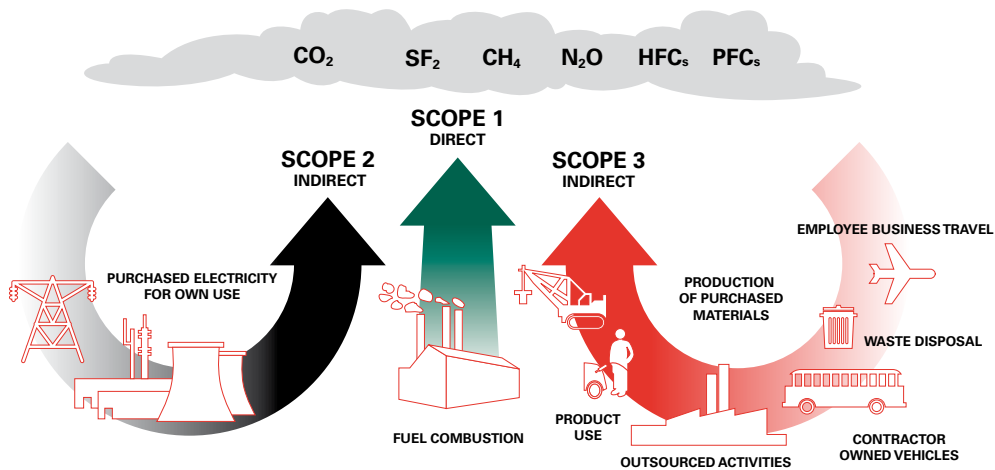 CO₂ SF₂ CH₄ N₂O HFCₛ PFCₛ
SCOPE 1
DIRECT
SCOPE 2
INDIRECT
SCOPE 3
INDIRECT
PURCHASED ELECTRICITY
FOR OWN USE
FUEL COMBUSTION
PRODUCT
USE
PRODUCTION
OF PURCHASED
MATERIALS
OUTSOURCED ACTIVITIES
EMPLOYEE BUSINESS TRAVEL
WASTE DISPOSAL
CONTRACTOR
OWNED VEHICLES